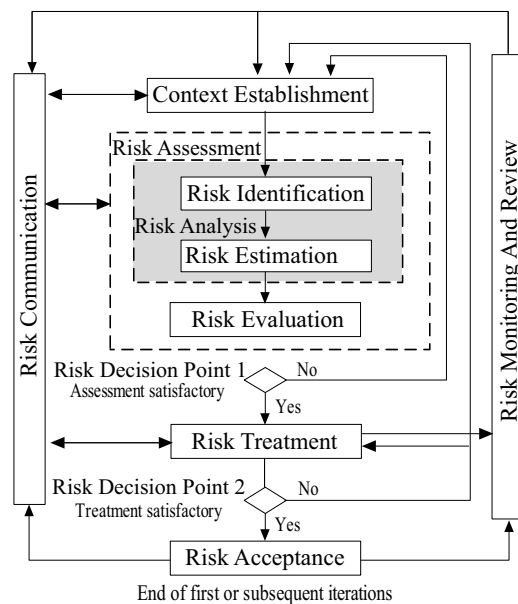 Context Establishment
Risk Assessment
Risk Identification
Risk Analysis
Risk Estimation
Risk Evaluation
Risk Communication
Risk Monitoring And Review
Risk Decision Point 1
No
Assessment satisfactory
Yes
Risk Treatment
Risk Decision Point 2
No
Treatment satisfactory
Yes
Risk Acceptance
End of first or subsequent iterations